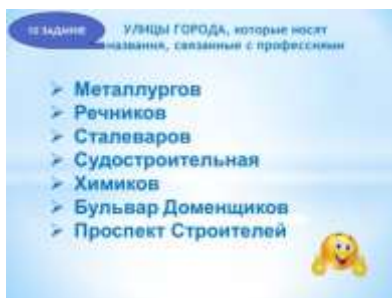 10 ЗАДАНИЕ
УЛИЦЫ ГОРОДА, которые носят
названия, связанные с профессиями
Металлургов
Речников
Сталеваров
Судостроительная
Химиков
Бульвар Доменщиков
Проспект Строителей